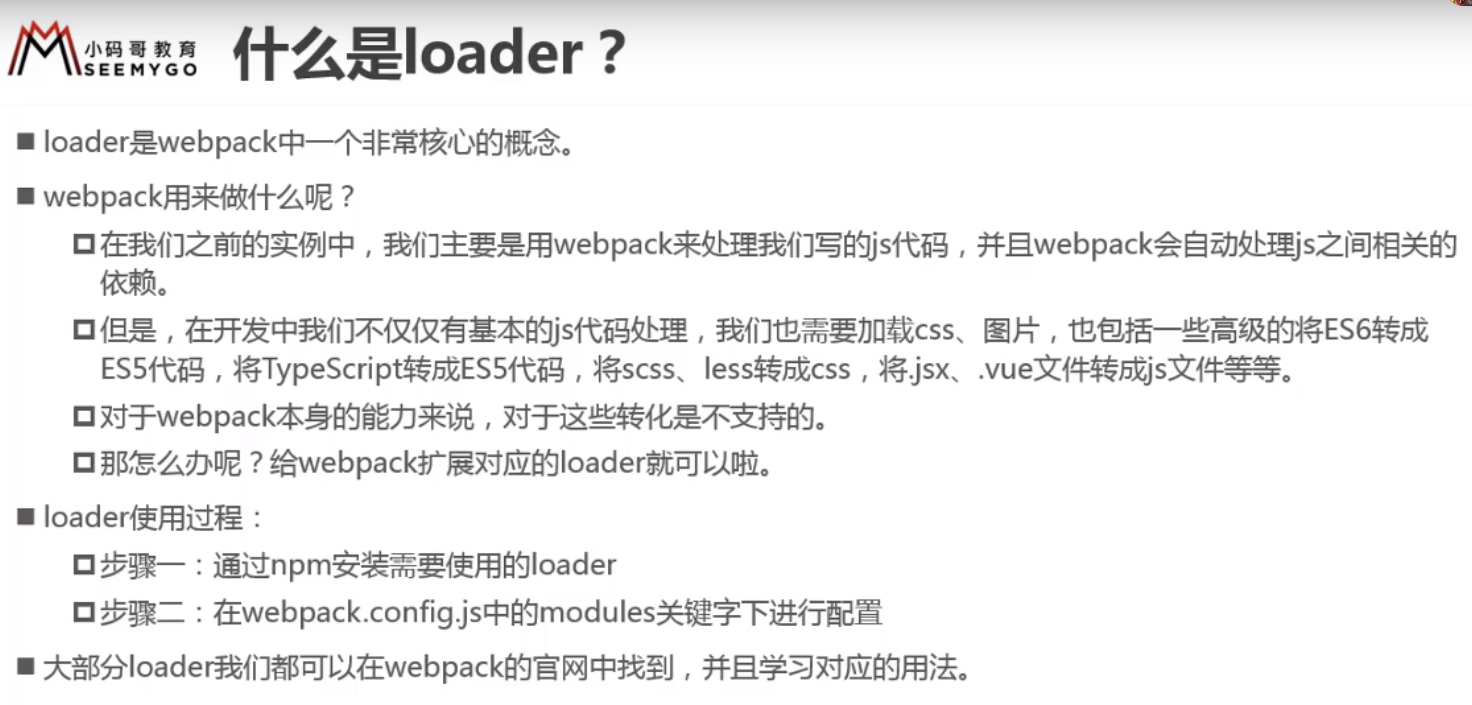 小码哥教育
SEEMYGO
什么是loader？
■ loader是webpack中一个非常核心的概念。
■ webpack用来做什么呢？
在我们之前的实例中，我们主要是用webpack来处理我们写的js代码，并且webpack会自动处理js之间相关的
依赖。
但是，在开发中我们不仅仅有基本的js代码处理，我们也需要加载css、图片，也包括一些高级的将ES6转成
ES5代码，将TypeScript转成ES5代码，将scss、less转成css，将.jsx、.vue文件转成js文件等等。
对于webpack本身的能力来说，对于这些转化是不支持的。
那怎么办呢？给webpack扩展对应的loader就可以啦。
■ loader使用过程：
步骤一：通过npm安装需要使用的loader
步骤二：在webpack.config.js中的modules关键字下进行配置
■ 大部分loader我们都可以在webpack的官网中找到，并且学习对应的用法。